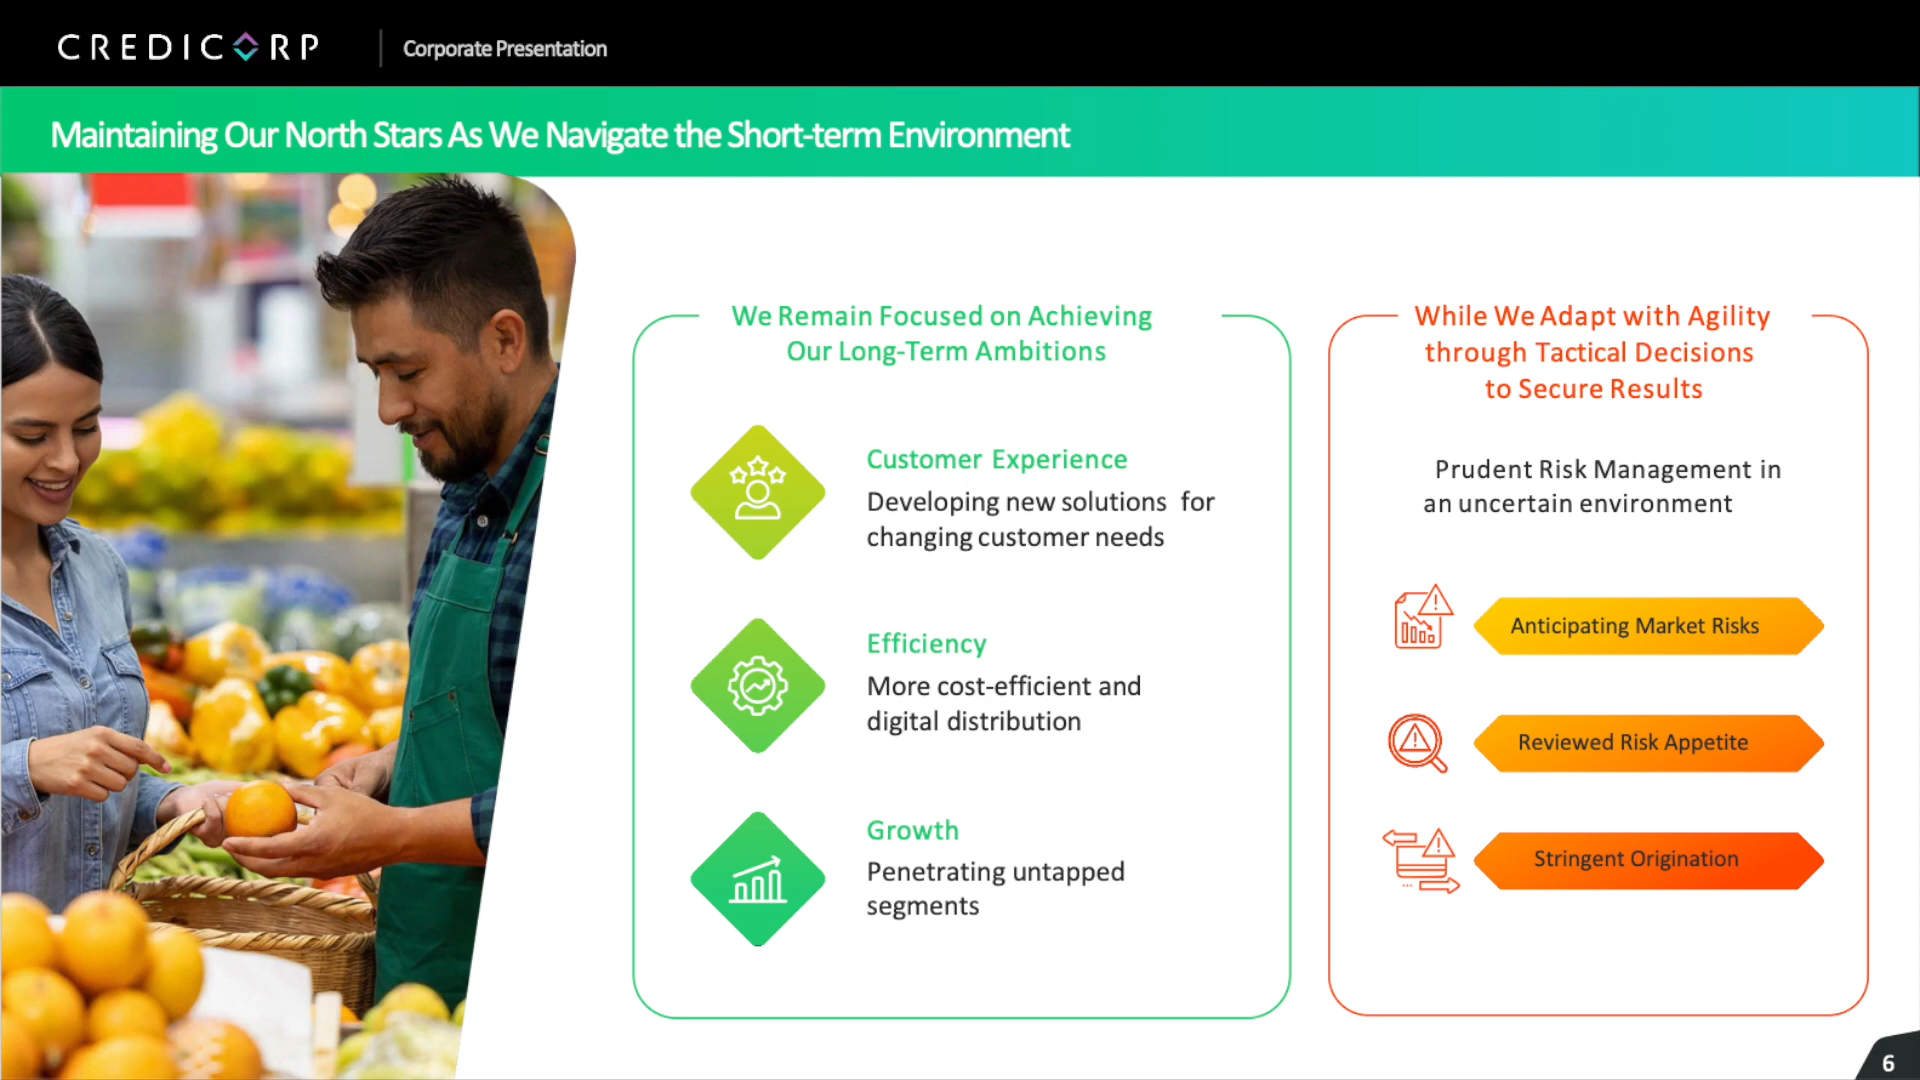 CREDICORP
Corporate Presentation
Maintaining Our North Stars As We Navigate the Short-term Environment
We Remain Focused on Achieving
Our Long-Term Ambitions
Customer Experience
Developing new solutions for
changing customer needs
Efficiency
More cost-efficient and
digital distribution
Growth
Penetrating untapped
segments
While We Adapt with Agility
through Tactical Decisions
to Secure Results
Prudent Risk Management in
an uncertain environment
Anticipating Market Risks
Reviewed Risk Appetite
Stringent Origination
6